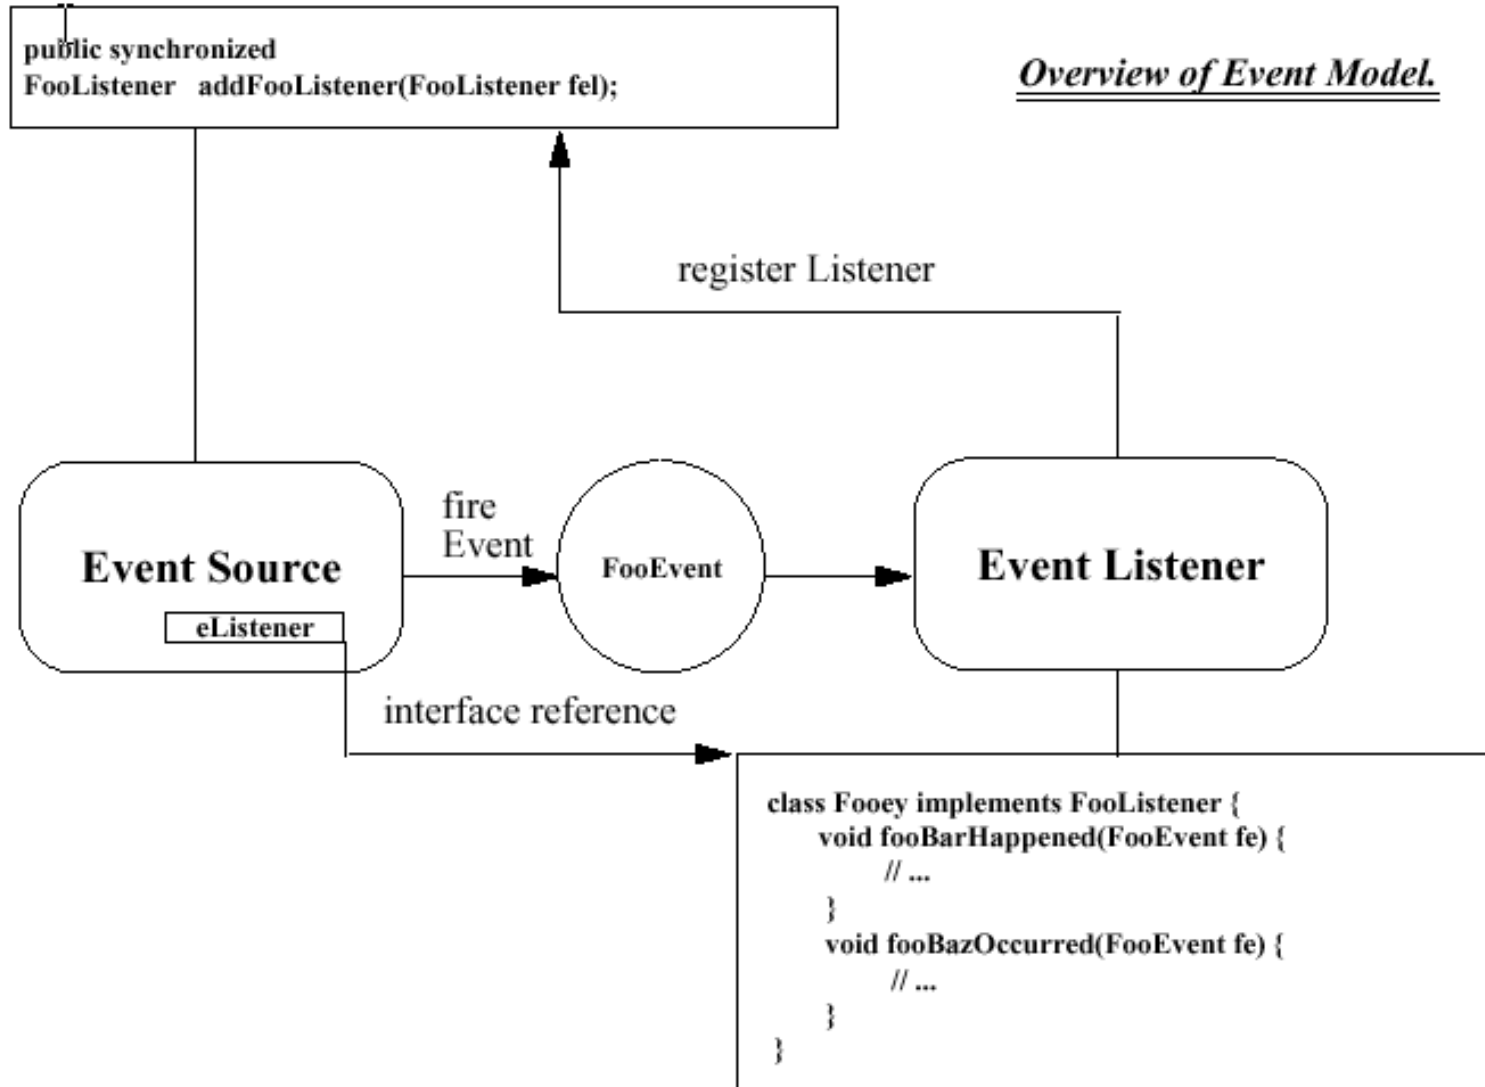 public synchronized
FooListener addFooListener(FooListener fel);
Overview of Event Model.
register Listener
Event Source
eListener
fire
Event
FooEvent
Event Listener
interface reference
class Fooey implements FooListener {
void fooBarHappened(FooEvent fe) {
// ...
}
void fooBazOccurred(FooEvent fe) {
// ...
}
}